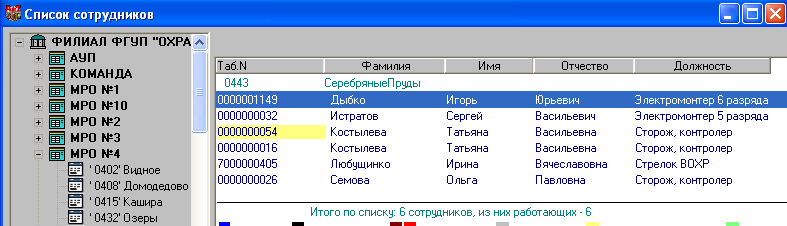 Список сотрудников
ФИЛИАЛ ФГУП "ОХРА
АУП
КОМАНДА
МРО №1
МРО №10
МРО №2
МРО №3
МРО №4
'0402' Видное
'0408' Домодедово
'0415' Кашира
'0432' Озеры
Таб.N Фамилия Имя Отчество Должность
0443 СеребряныеПруды
0000001149 Дыбко Игорь Юрьевич Электромонтер 6 разряда
0000000032 Истратов Сергей Васильевич Электромонтер 5 разряда
0000000054 Костылева Татьяна Васильевна Сторож, контролер
0000000016 Костылева Татьяна Васильевна Сторож, контролер
7000000405 Любущинко Ирина Вячеславовна Стрелок ВОХР
0000000026 Семова Ольга Павловна Сторож, контролер
Итого по списку: 6 сотрудников, из них работающих - 6